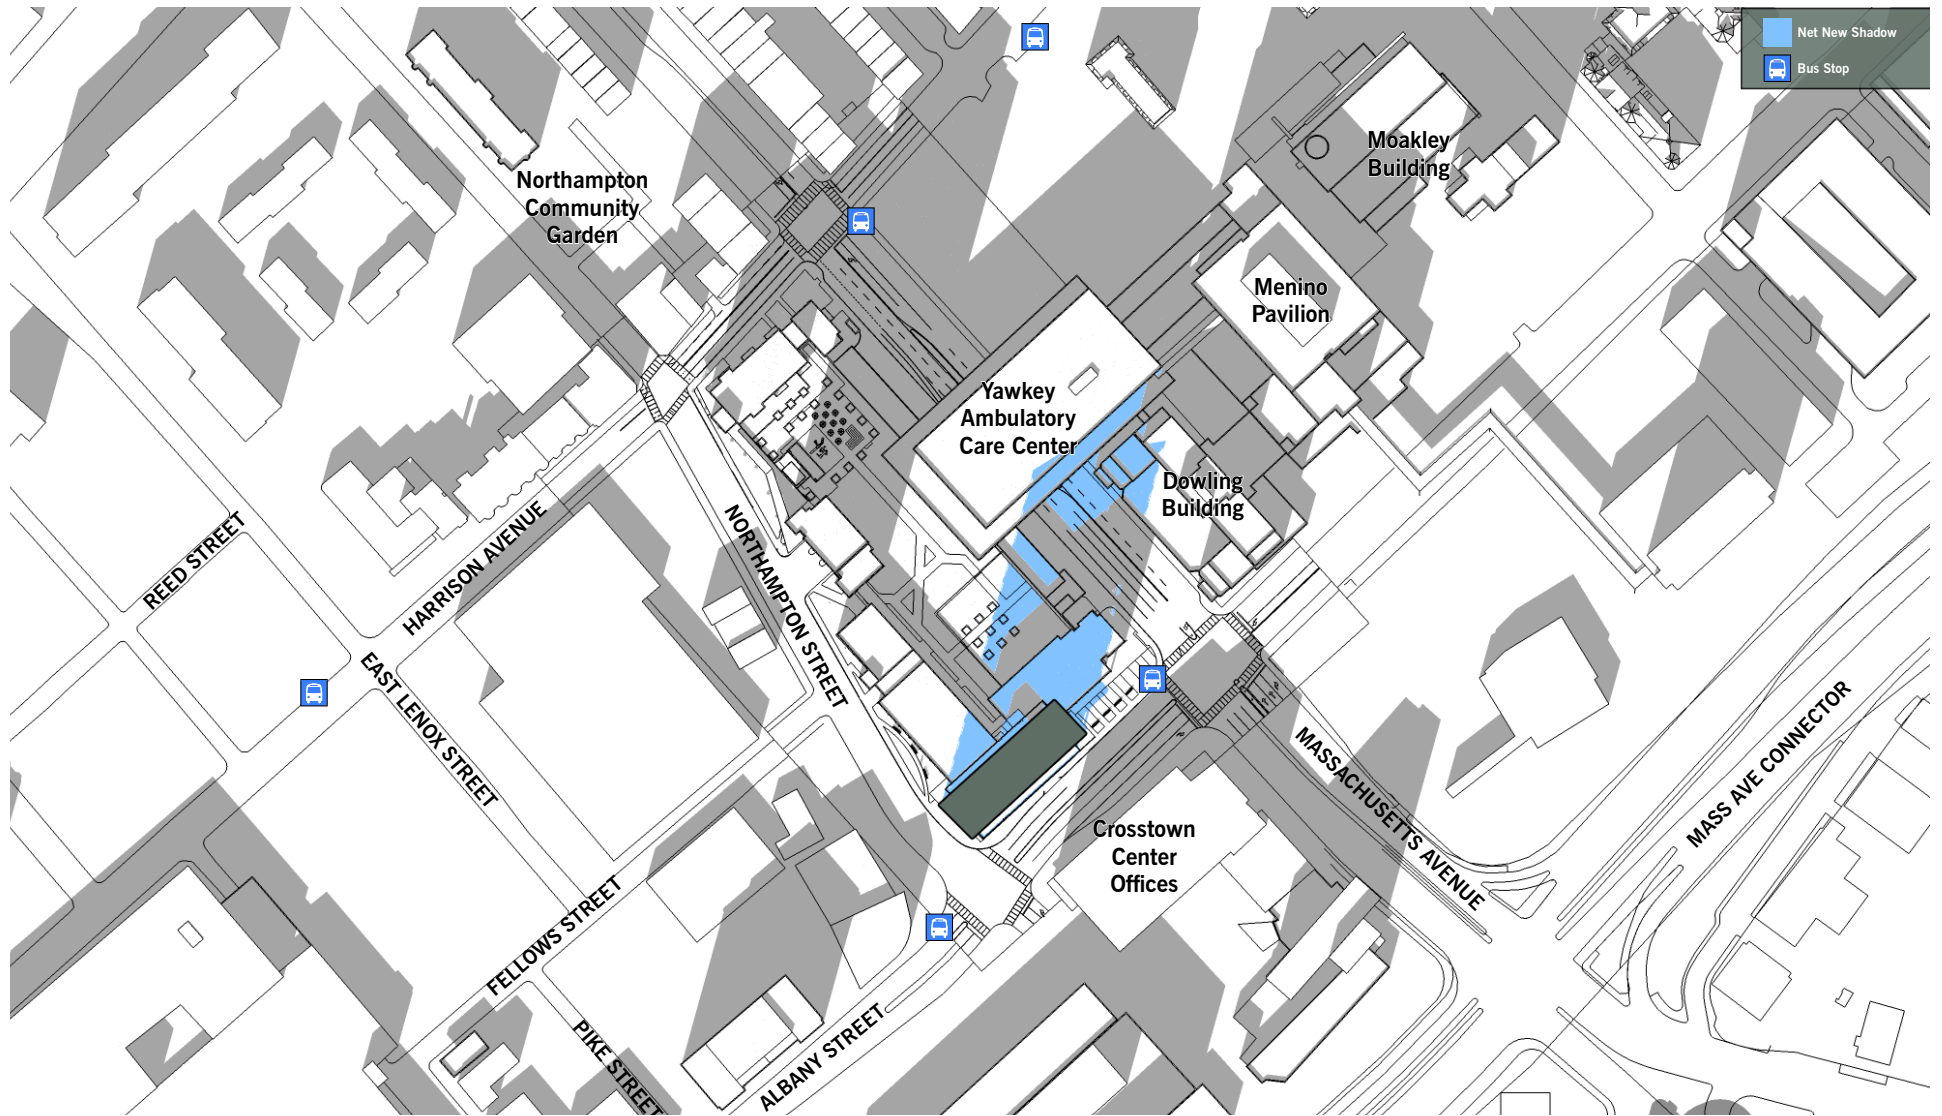 Net New Shadow
Bus Stop
Moakley
Building
Northampton
Community
Garden
Menino
Pavilion
Yawkey
Ambulatory
Care Center
Dowling
Building
REED STREET
HARRISON AVENUE
NORTHAMPTON STREET
EAST LENOX STREET
MASSACHUSETTS AVENUE
MASS AVE CONNECTOR
Crosstown
Center
Offices
FELLOWS STREET
PIKE STREET
ALBANY STREET